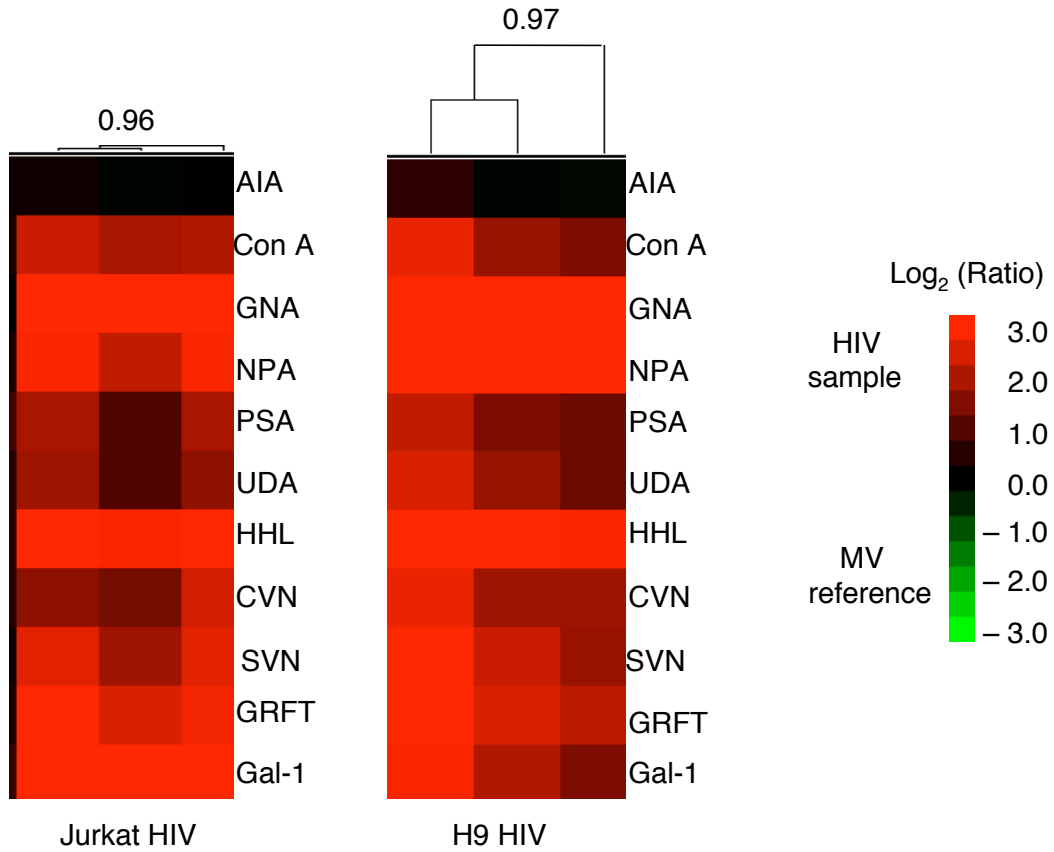 0.96
AIA
Con A
GNA
NPA
PSA
UDA
HHL
CVN
SVN
GRFT
Gal-1
Jurkat HIV
0.97
AIA
Con A
GNA
NPA
PSA
UDA
HHL
CVN
SVN
GRFT
Gal-1
H9 HIV
Log₂ (Ratio)
HIV
sample
MV
reference
3.0
2.0
1.0
0.0
– 1.0
– 2.0
– 3.0